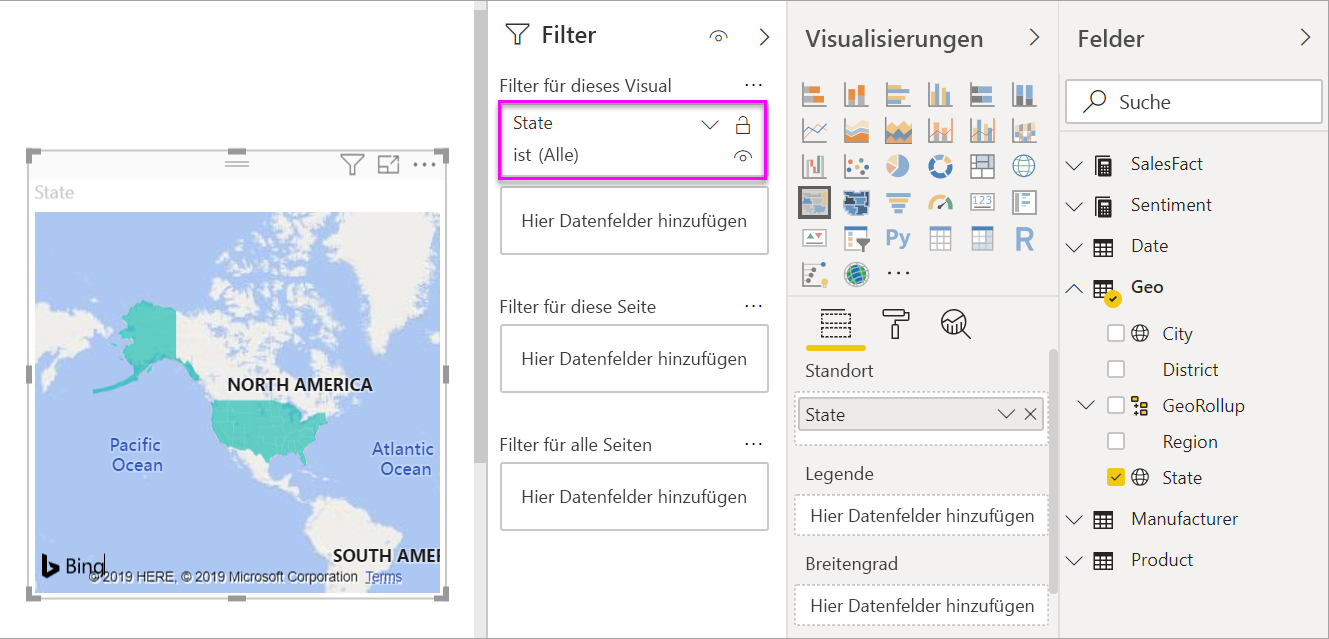 State
NORTH AMERICA
Pacific
Ocean
Atlantic
Ocean
SOUTH AMER
Bing
© 2019 HERE, © 2019 Microsoft Corporation Terms
Filter
Filter für dieses Visual
State
ist (Alle)
Hier Datenfelder hinzufügen
Filter für diese Seite
Hier Datenfelder hinzufügen
Filter für alle Seiten
Hier Datenfelder hinzufügen
Visualisierungen
123
Py
R
Standort
State
Legende
Hier Datenfelder hinzufügen
Breitengrad
Hier Datenfelder hinzufügen
Felder
Suche
SalesFact
Sentiment
Date
Geo
City
District
GeoRollup
Region
State
Manufacturer
Product